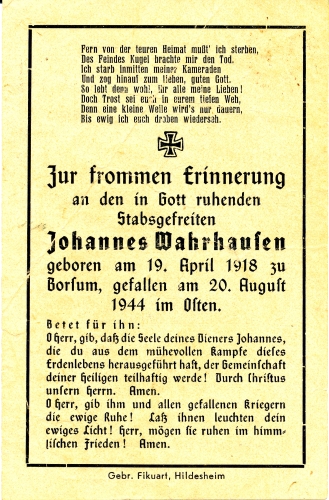 Fern von der teuren Heimat mußt' ich sterben,
Des Feindes Kugel brachte mir den Tod.
Ich starb inmitten meiner Kameraden
Und zog hinauf zum lieben, guten Gott.
So lebt denn wohl, ihr alle meine Lieben!
Doch Trost sei euch in eurem tiefen Weh,
Denn eine kleine Weile wird's nur dauern,
Bis ewig ich euch droben wiederseh.
Zur frommen Erinnerung
an den in Gott ruhenden
Stabsgefreiten
Johannes Wahrhausen
geboren am 19. April 1918 zu
Borsum, gefallen am 20. August
1944 im Osten.
Betet für ihn:
O Herr, gib, daß die Seele deines Dieners Johannes,
die du aus dem mühevollen Kampfe dieses
Erdenlebens herausgeführt hast, der Gemeinschaft
deiner Heiligen teilhaftig werde! Durch Christus
unsern Herrn. Amen.
O Herr, gib ihm und allen gefallenen Kriegern
die ewige Ruhe! Laß ihnen leuchten dein
ewiges Licht! Herr, mögen sie ruhen im himm-
lischen Frieden! Amen.
Gebr. Fikuart, Hildesheim